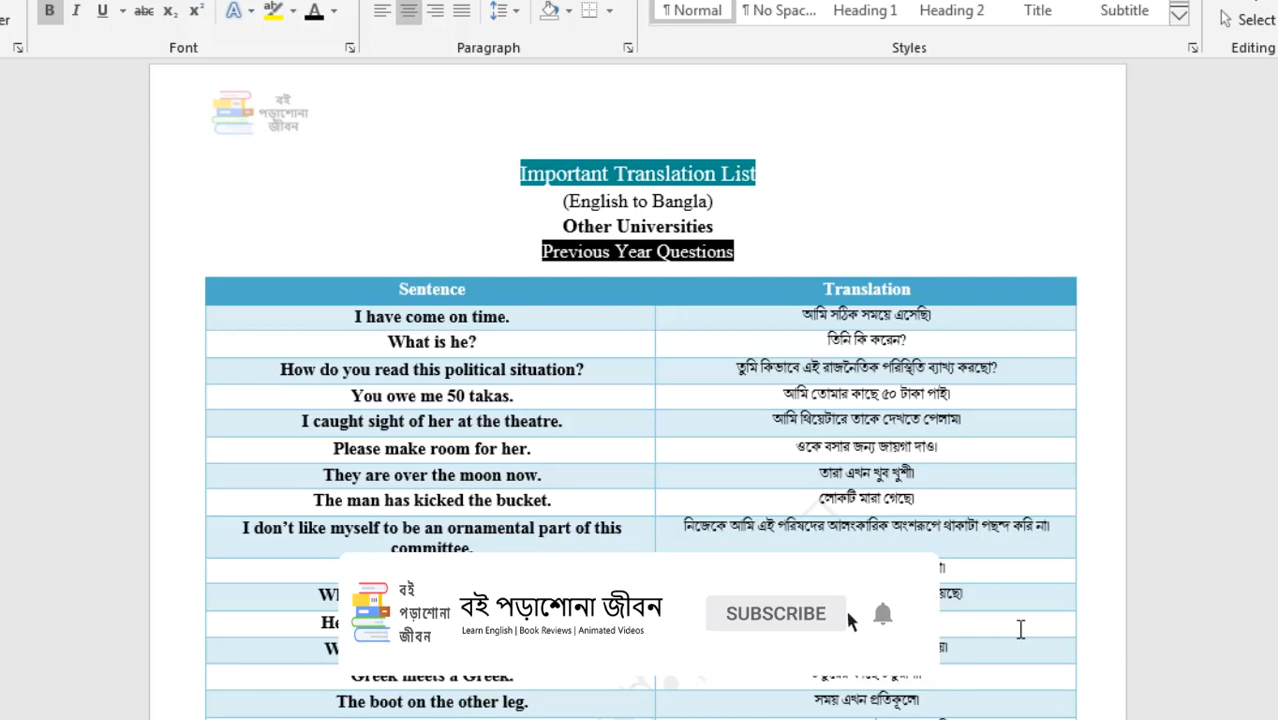 B I U abc X₂ X² A A
¶ Normal ¶ No Spac... Heading 1 Heading 2 Title Subtitle
Select
Font Paragraph Styles Editing
বই
পড়াশোনা
জীবন
Important Translation List
(English to Bangla)
Other Universities
Previous Year Questions
Sentence Translation
I have come on time. আমি সঠিক সময়ে এসেছি।
What is he? তিনি কি করেন?
How do you read this political situation? তুমি কিভাবে এই রাজনৈতিক পরিস্থিতি ব্যাখ্য করছো?
You owe me 50 takas. আমি তোমার কাছে ৫০ টাকা পাই।
I caught sight of her at the theatre. আমি থিয়েটারে তাকে দেখতে পেলাম।
Please make room for her. ওকে বসার জন্য জায়গা দাও।
They are over the moon now. তারা এখন খুব খুশী।
The man has kicked the bucket. লোকটি মারা গেছে।
I don't like myself to be an ornamental part of this নিজেকে আমি এই পরিষদের আলংকারিক অংশরূপে থাকাটা পছন্দ করি না।
committee.
বই
পড়াশোনা
জীবন
বই পড়াশোনা জীবন
Learn English | Book Reviews | Animated Videos
SUBSCRIBE
Greek meets a Greek.
The boot on the other leg. সময় এখন প্রতিকূলে।